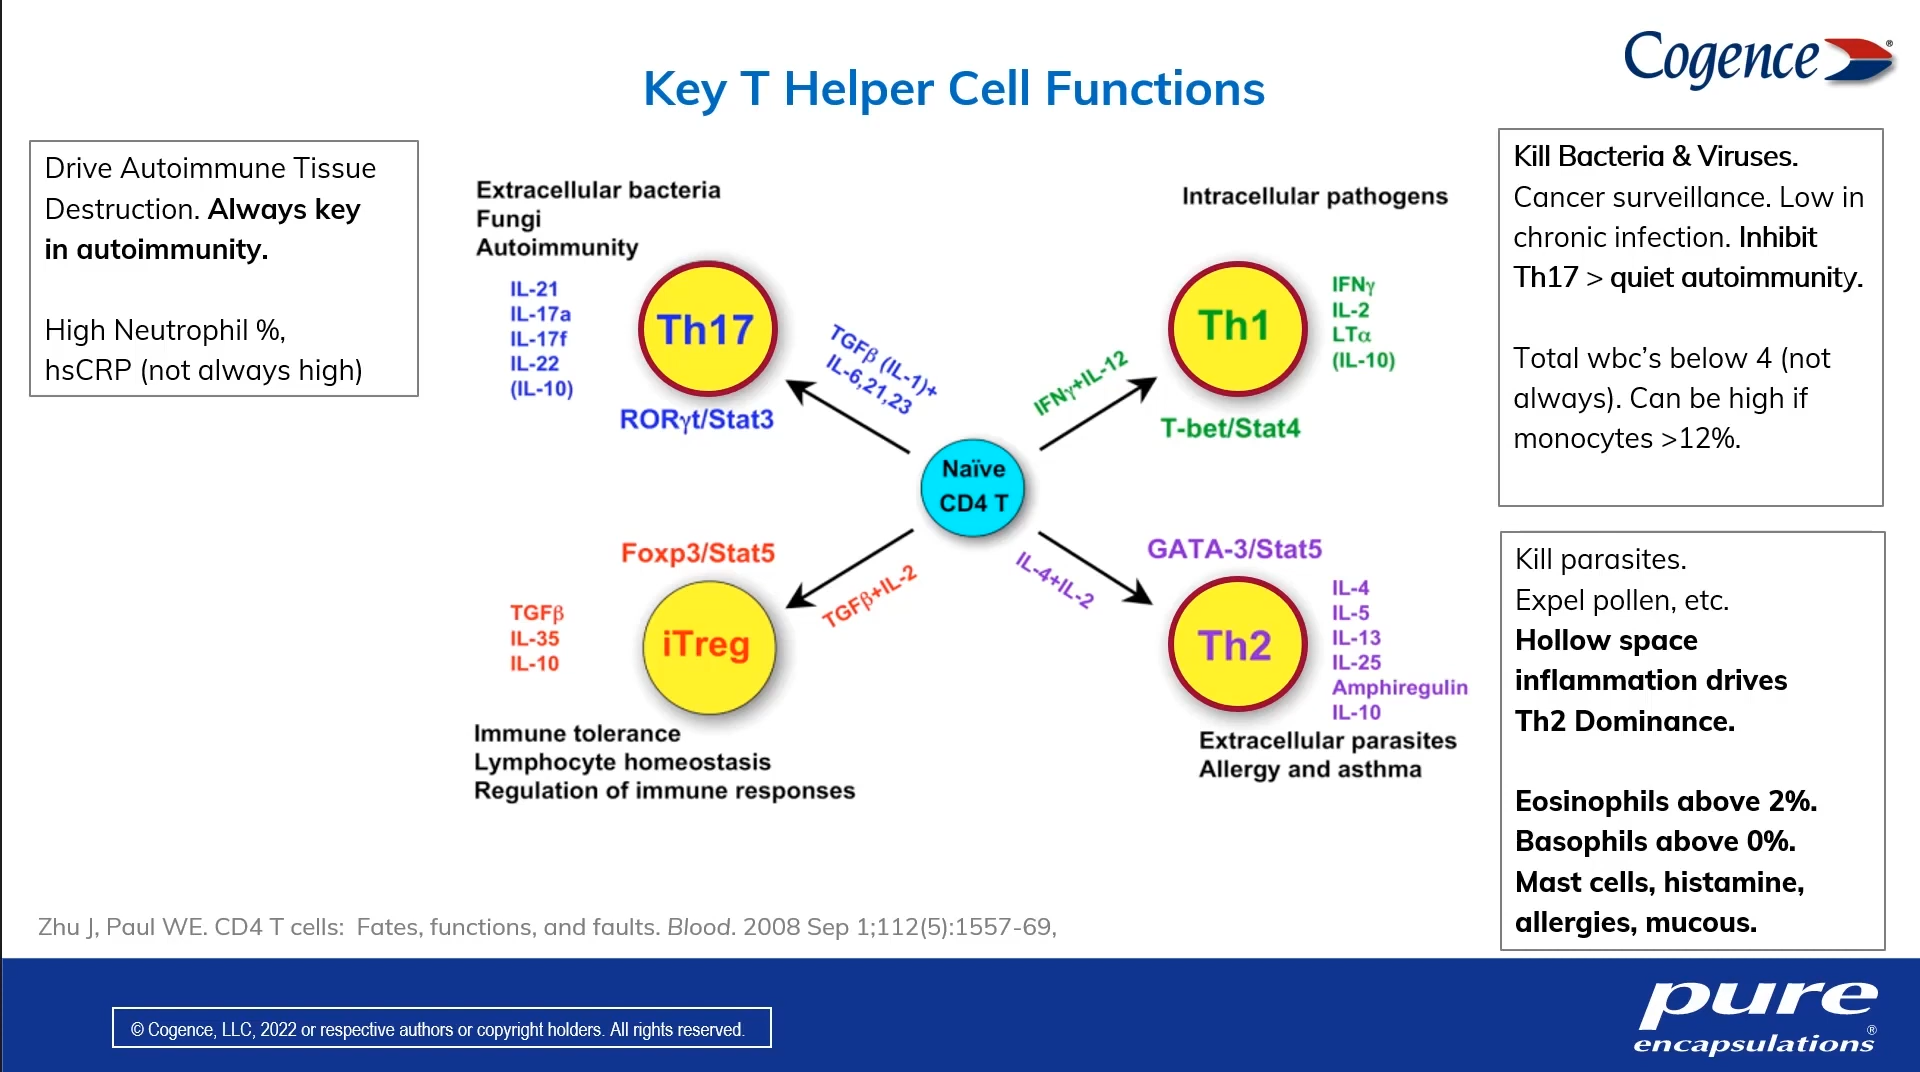 Cogence®
Key T Helper Cell Functions
Drive Autoimmune Tissue
Destruction. Always key
in autoimmunity.
High Neutrophil %,
hsCRP (not always high)
Extracellular bacteria
Fungi
Autoimmunity
IL-21
IL-17a
IL-17f
IL-22
(IL-10)
Th17
RORγt/Stat3
TGFβ (IL-1)+
IL-6,21,23
Intracellular pathogens
Th1
IFNγ
IL-2
LTα
(IL-10)
IFNγ+IL-12
T-bet/Stat4
Naïve
CD4 T
Foxp3/Stat5
TGFβ
IL-35
IL-10
iTreg
TGFβ+IL-2
Immune tolerance
Lymphocyte homeostasis
Regulation of immune responses
IL-4+IL-2
GATA-3/Stat5
Th2
IL-4
IL-5
IL-13
IL-25
Amphiregulin
IL-10
Extracellular parasites
Allergy and asthma
Kill Bacteria & Viruses.
Cancer surveillance. Low in
chronic infection. Inhibit
Th17 > quiet autoimmunity.
Total wbc's below 4 (not
always). Can be high if
monocytes >12%.
Kill parasites.
Expel pollen, etc.
Hollow space
inflammation drives
Th2 Dominance.
Eosinophils above 2%.
Basophils above 0%.
Mast cells, histamine,
allergies, mucous.
Zhu J, Paul WE. CD4 T cells: Fates, functions, and faults. Blood. 2008 Sep 1;112(5):1557-69,
© Cogence, LLC, 2022 or respective authors or copyright holders. All rights reserved.
pure
encapsulations®